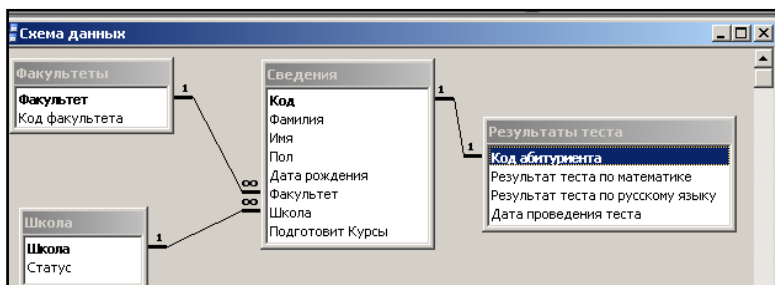 Схема данных
Факультеты
Факультет
Код факультета
1
∞
Сведения
Код
Фамилия
Имя
Пол
Дата рождения
Факультет
Школа
Подготовит Курсы
∞
1
1
Результаты теста
Код абитуриента
Результат теста по математике
Результат теста по русскому языку
Дата проведения теста
Школа
Школа
Статус
1